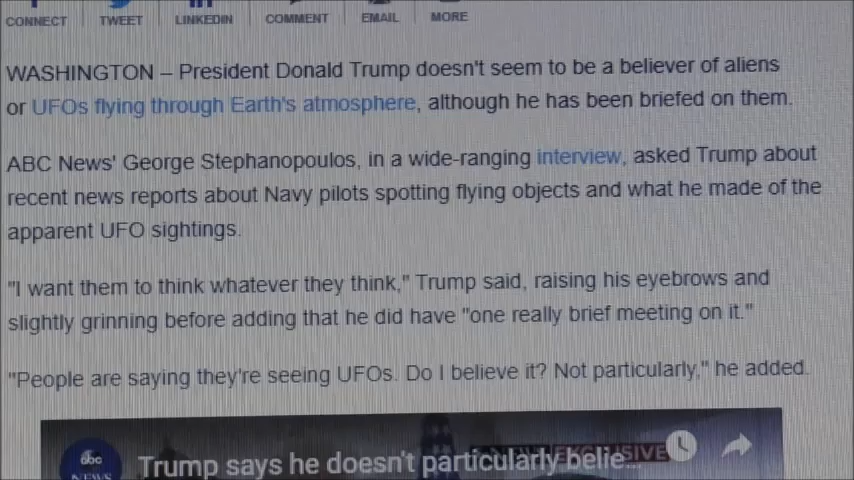 CONNECT TWEET LINKEDIN COMMENT EMAIL MORE
WASHINGTON – President Donald Trump doesn't seem to be a believer of aliens
or UFOs flying through Earth's atmosphere, although he has been briefed on them.
ABC News' George Stephanopoulos, in a wide-ranging interview, asked Trump about
recent news reports about Navy pilots spotting flying objects and what he made of the
apparent UFO sightings.
"I want them to think whatever they think," Trump said, raising his eyebrows and
slightly grinning before adding that he did have "one really brief meeting on it."
"People are saying they're seeing UFOs. Do I believe it? Not particularly," he added.
abc
NEWS
Trump says he doesn't particularly belie...